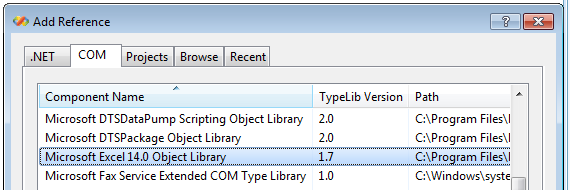 Add Reference
.NET COM Projects Browse Recent
Component Name TypeLib Version Path
Microsoft DTSDataPump Scripting Object Library 2.0 C:\Program Files\
Microsoft DTSPackage Object Library 2.0 C:\Program Files\
Microsoft Excel 14.0 Object Library 1.7 C:\Program Files\
Microsoft Fax Service Extended COM Type Library 1.0 C:\Windows\syste